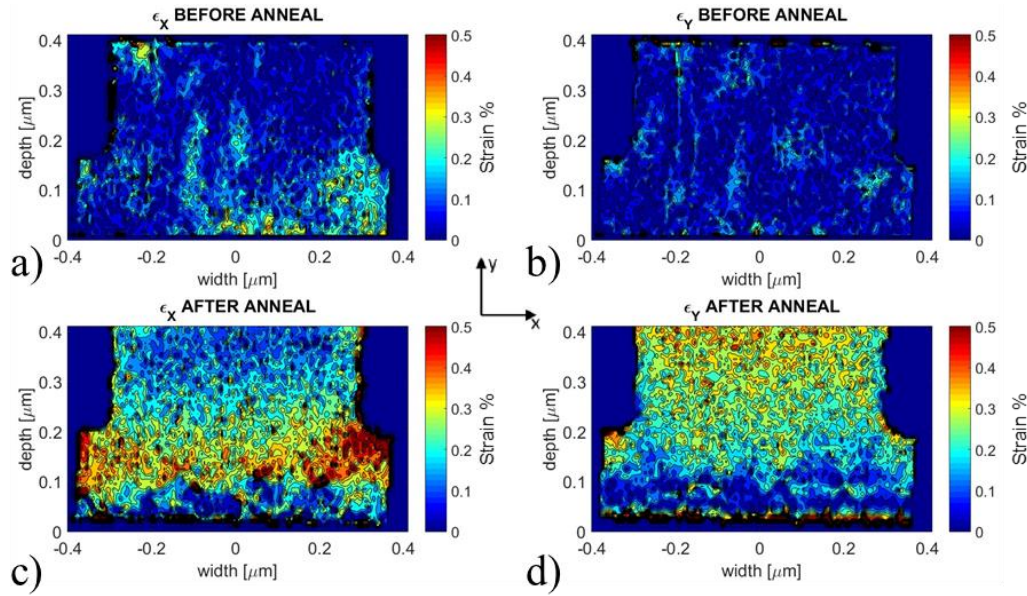 ϵX BEFORE ANNEAL
0.4
0.3
0.2
0.1
0
depth [μm]
-0.4
-0.2
0
0.2
0.4
width [μm]
0.5
0.4
0.3
0.2
0.1
0
Strain %
a)
ϵY BEFORE ANNEAL
0.4
0.3
0.2
0.1
0
depth [μm]
-0.4
-0.2
0
0.2
0.4
width [μm]
0.5
0.4
0.3
0.2
0.1
0
Strain %
b)
y
x
ϵX AFTER ANNEAL
0.4
0.3
0.2
0.1
0
depth [μm]
-0.4
-0.2
0
0.2
0.4
width [μm]
0.5
0.4
0.3
0.2
0.1
0
Strain %
c)
ϵY AFTER ANNEAL
0.4
0.3
0.2
0.1
0
depth [μm]
-0.4
-0.2
0
0.2
0.4
width [μm]
0.5
0.4
0.3
0.2
0.1
0
Strain %
d)